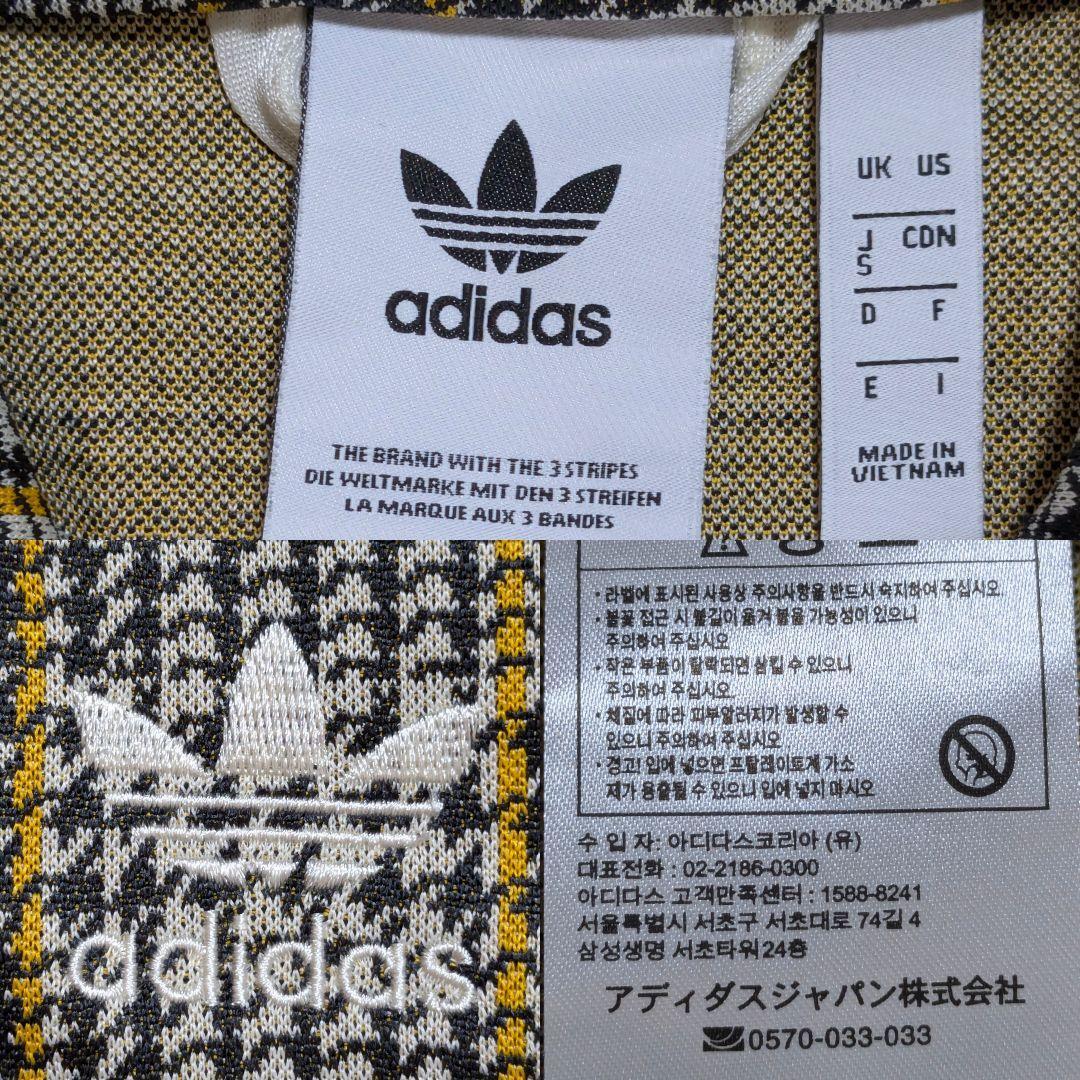 adidas
THE BRAND WITH THE 3 STRIPES
DIE WELTMARKE MIT DEN 3 STREIFEN
LA MARQUE AUX 3 BANDES
UK US
J CDN
S
D F
E I
MADE IN
VIETNAM
adidas
· 라벨에 표시된 사용상 주의사항을 반드시 숙지하여 주십시오
· 불꽃 접근 시 불길이 옮겨 붙을 가능성이 있으니
주의하여 주십시오
· 작은 부품이 탈락되면 삼킬 수 있으니
주의하여 주십시오
· 체질에 따라 피부알러지가 발생할 수
있으니 주의하여 주십시오
· 경고! 입에 넣으면 프탈레이트계 가소
제가 용출될 수 있으니 입에 넣지 마시오
수 입 자: 아디다스코리아 (유)
대표전화 : 02-2186-0300
아디다스 고객만족센터 : 1588-8241
서울특별시 서초구 서초대로 74길 4
삼성생명 서초타워 24층
アディダスジャパン株式会社
0570-033-033